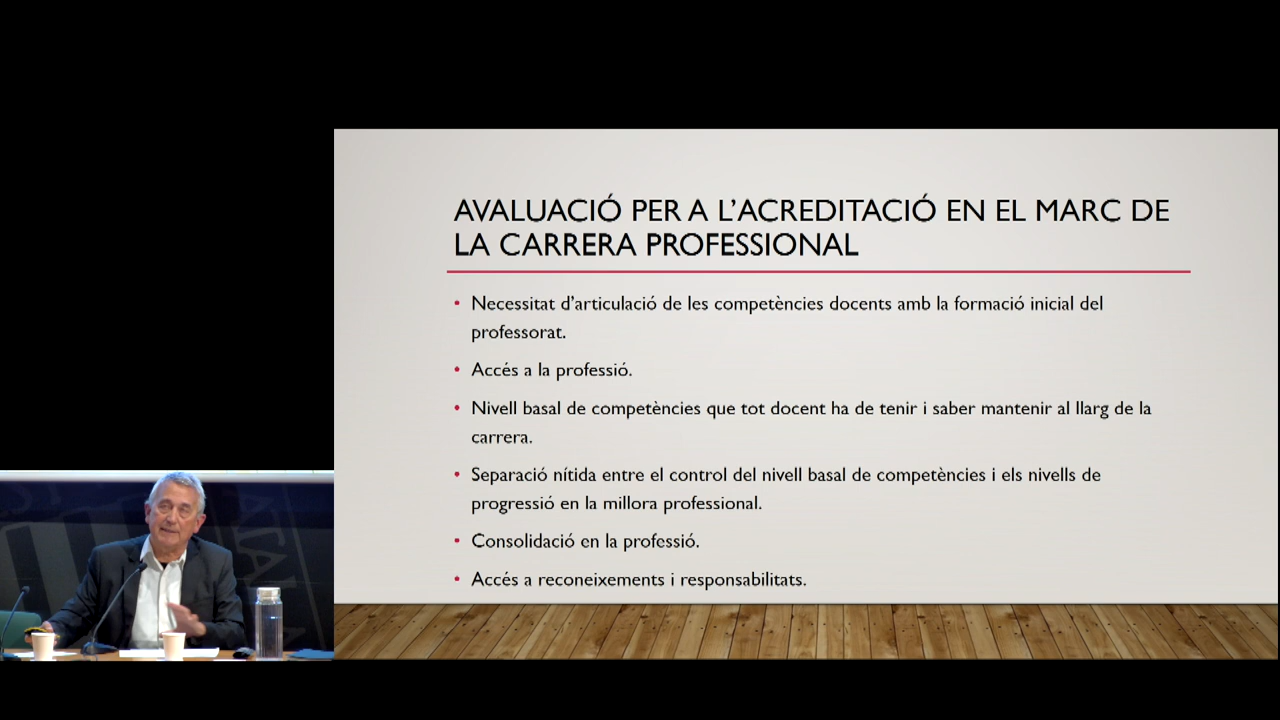 AVALUACIÓ PER A L'ACREDITACIÓ EN EL MARC DE
LA CARRERA PROFESSIONAL
• Necessitat d'articulació de les competències docents amb la formació inicial del
professorat.
• Accés a la professió.
• Nivell basal de competències que tot docent ha de tenir i saber mantenir al llarg de la
carrera.
• Separació nítida entre el control del nivell basal de competències i els nivells de
progressió en la millora professional.
• Consolidació en la professió.
• Accés a reconeixements i responsabilitats.